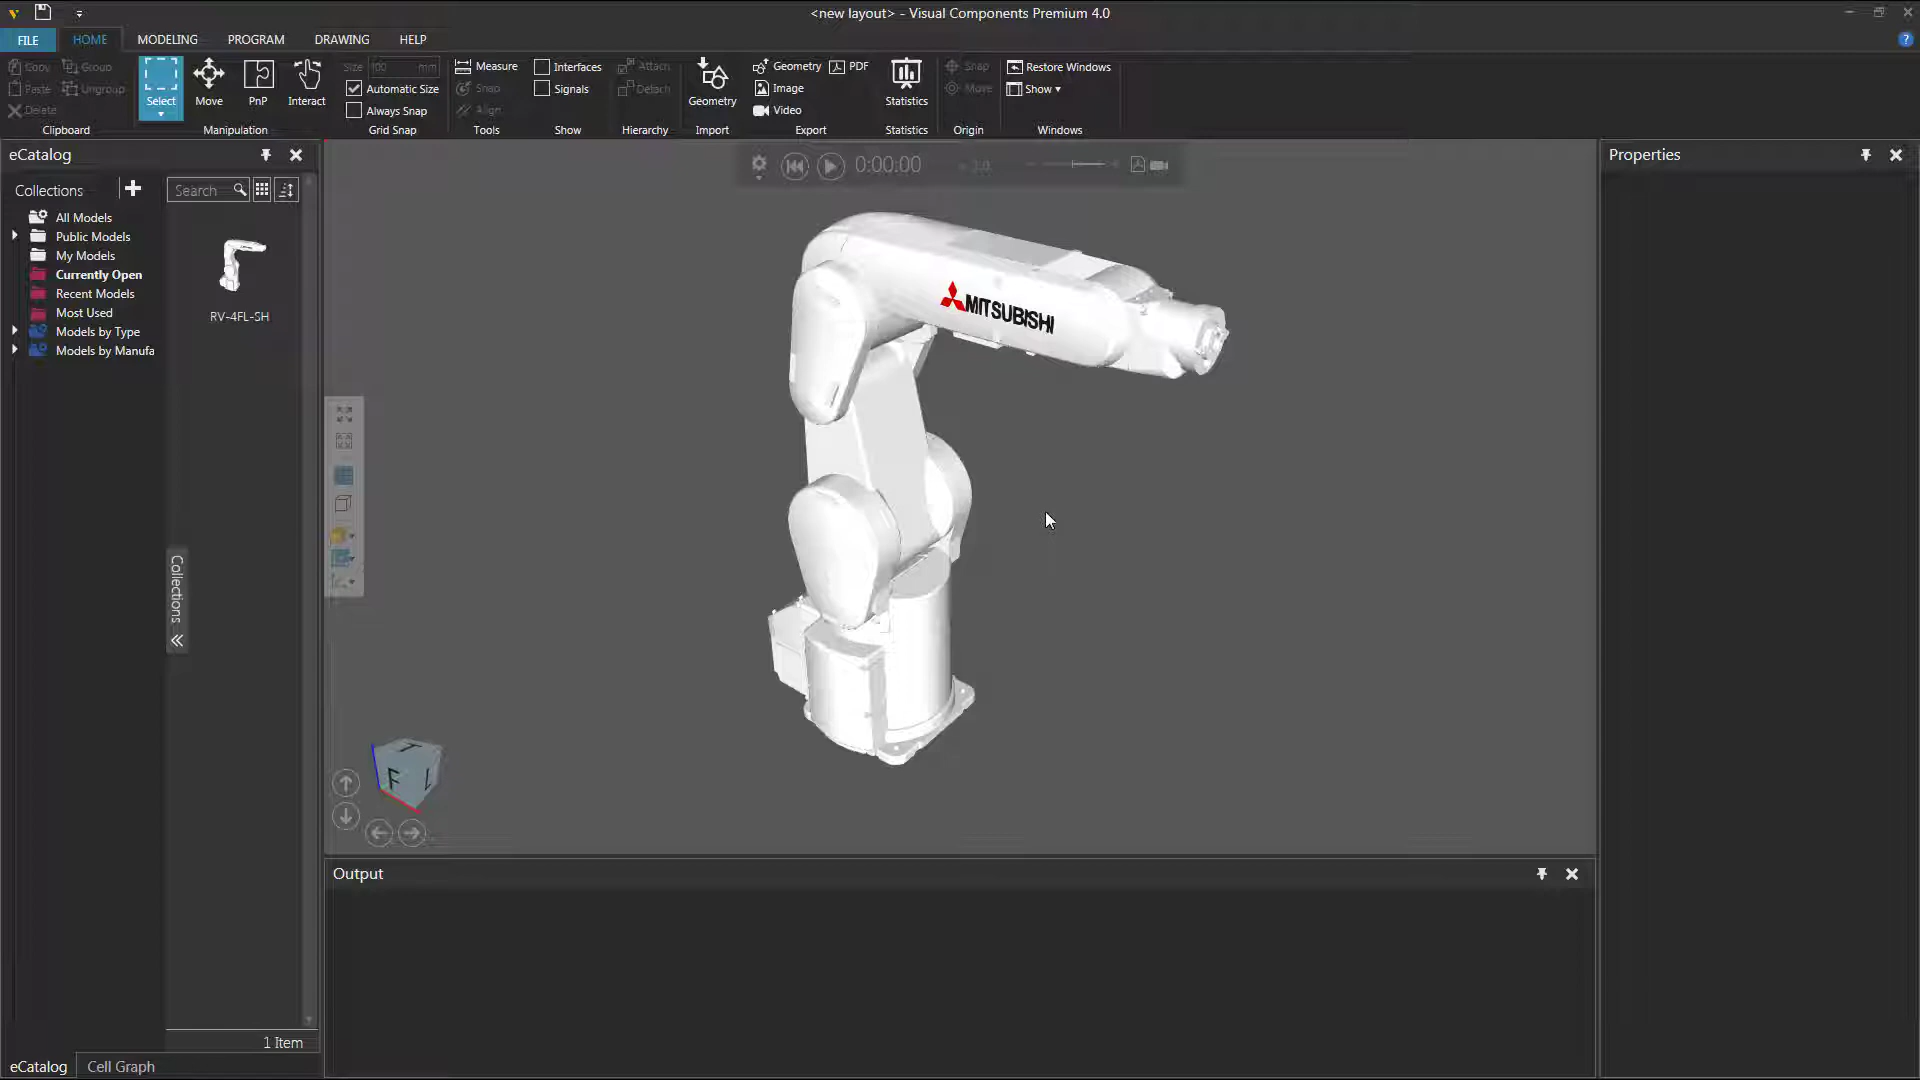 <new layout> - Visual Components Premium 4.0
FILE HOME MODELING PROGRAM DRAWING HELP
Copy Group
Paste Ungroup
Delete
Clipboard
Select Move PnP Interact
Manipulation
Size 100 mm
Automatic Size
Always Snap
Grid Snap
Measure
Snap
Align
Tools
Interfaces
Signals
Show
Attach
Detach
Hierarchy
Geometry
Import
Geometry PDF
Image
Video
Export
Statistics
Statistics
Snap
Move
Origin
Restore Windows
Show
Windows
eCatalog
Collections
Search
All Models
Public Models
My Models
Currently Open
Recent Models
Most Used
Models by Type
Models by Manufa
RV-4FL-SH
Collections
1 Item
eCatalog Cell Graph
0:00:00
MITSUBISHI
T
F L
Output
Properties